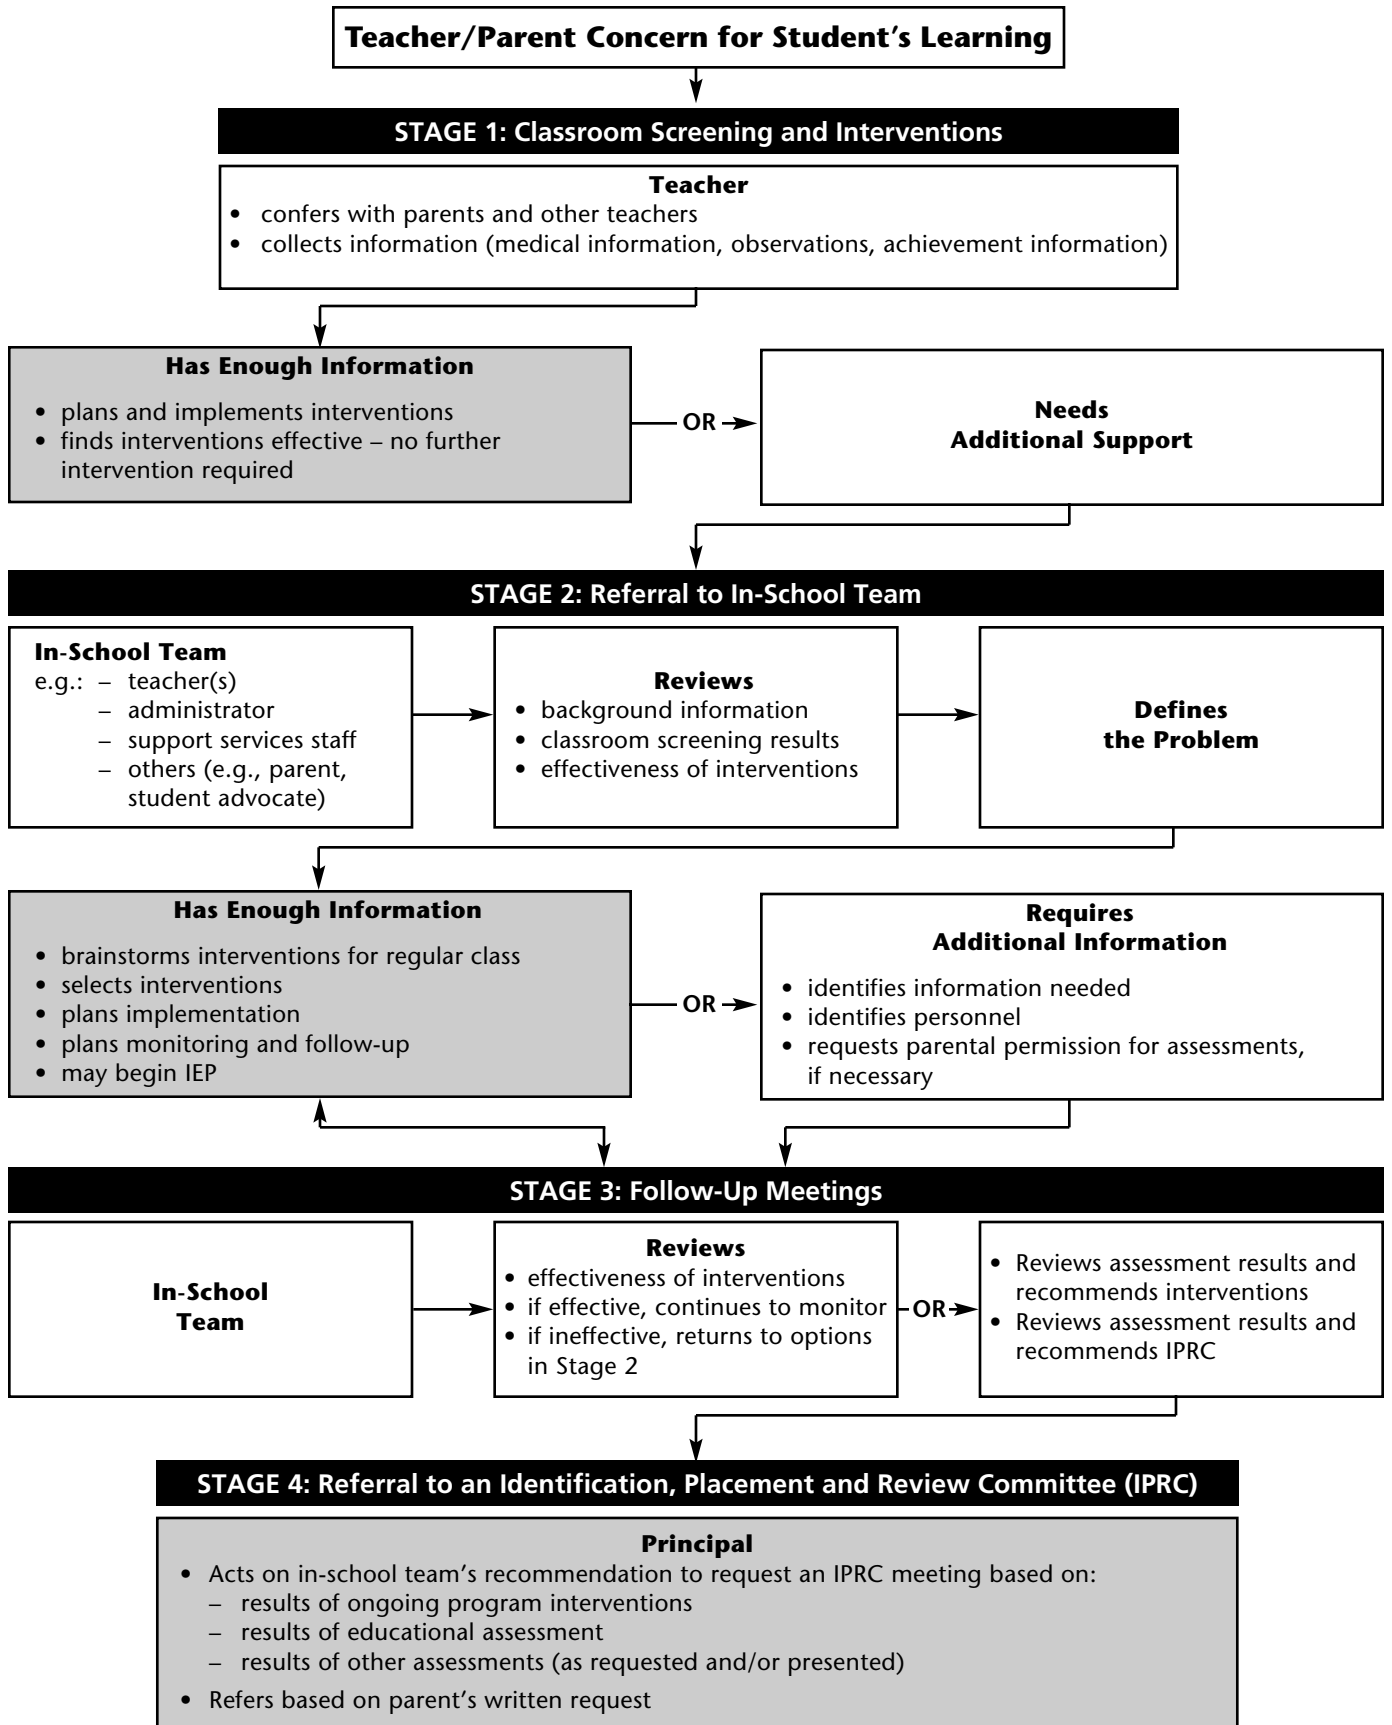 Teacher/Parent Concern for Student's Learning
STAGE 1: Classroom Screening and Interventions
Teacher
• confers with parents and other teachers
• collects information (medical information, observations, achievement information)
Has Enough Information
• plans and implements interventions
• finds interventions effective – no further
intervention required
OR
Needs
Additional Support
STAGE 2: Referral to In-School Team
In-School Team
e.g.: – teacher(s)
– administrator
– support services staff
– others (e.g., parent,
student advocate)
Reviews
• background information
• classroom screening results
• effectiveness of interventions
Defines
the Problem
Has Enough Information
• brainstorms interventions for regular class
• selects interventions
• plans implementation
• plans monitoring and follow-up
• may begin IEP
OR
Requires
Additional Information
• identifies information needed
• identifies personnel
• requests parental permission for assessments,
if necessary
STAGE 3: Follow-Up Meetings
In-School
Team
Reviews
• effectiveness of interventions
• if effective, continues to monitor
• if ineffective, returns to options
in Stage 2
OR
• Reviews assessment results and
recommends interventions
• Reviews assessment results and
recommends IPRC
STAGE 4: Referral to an Identification, Placement and Review Committee (IPRC)
Principal
• Acts on in-school team's recommendation to request an IPRC meeting based on:
– results of ongoing program interventions
– results of educational assessment
– results of other assessments (as requested and/or presented)
• Refers based on parent's written request